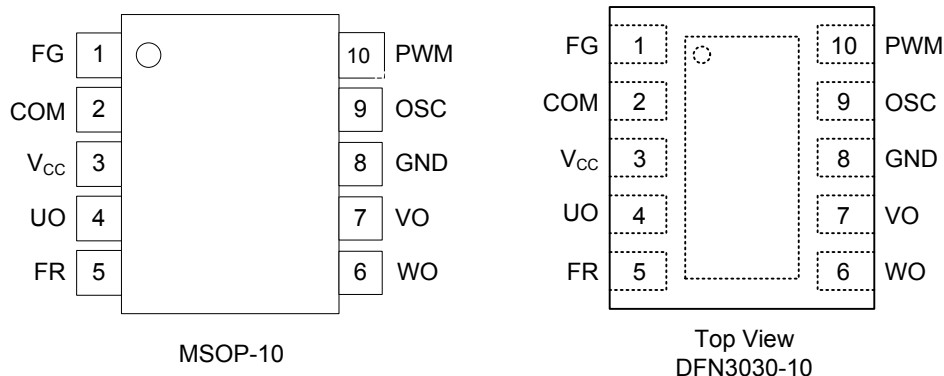 FG 1 10 PWM
COM 2 9 OSC
VCC 3 8 GND
UO 4 7 VO
FR 5 6 WO
MSOP-10
FG 1 10 PWM
COM 2 9 OSC
VCC 3 8 GND
UO 4 7 VO
FR 5 6 WO
Top View
DFN3030-10